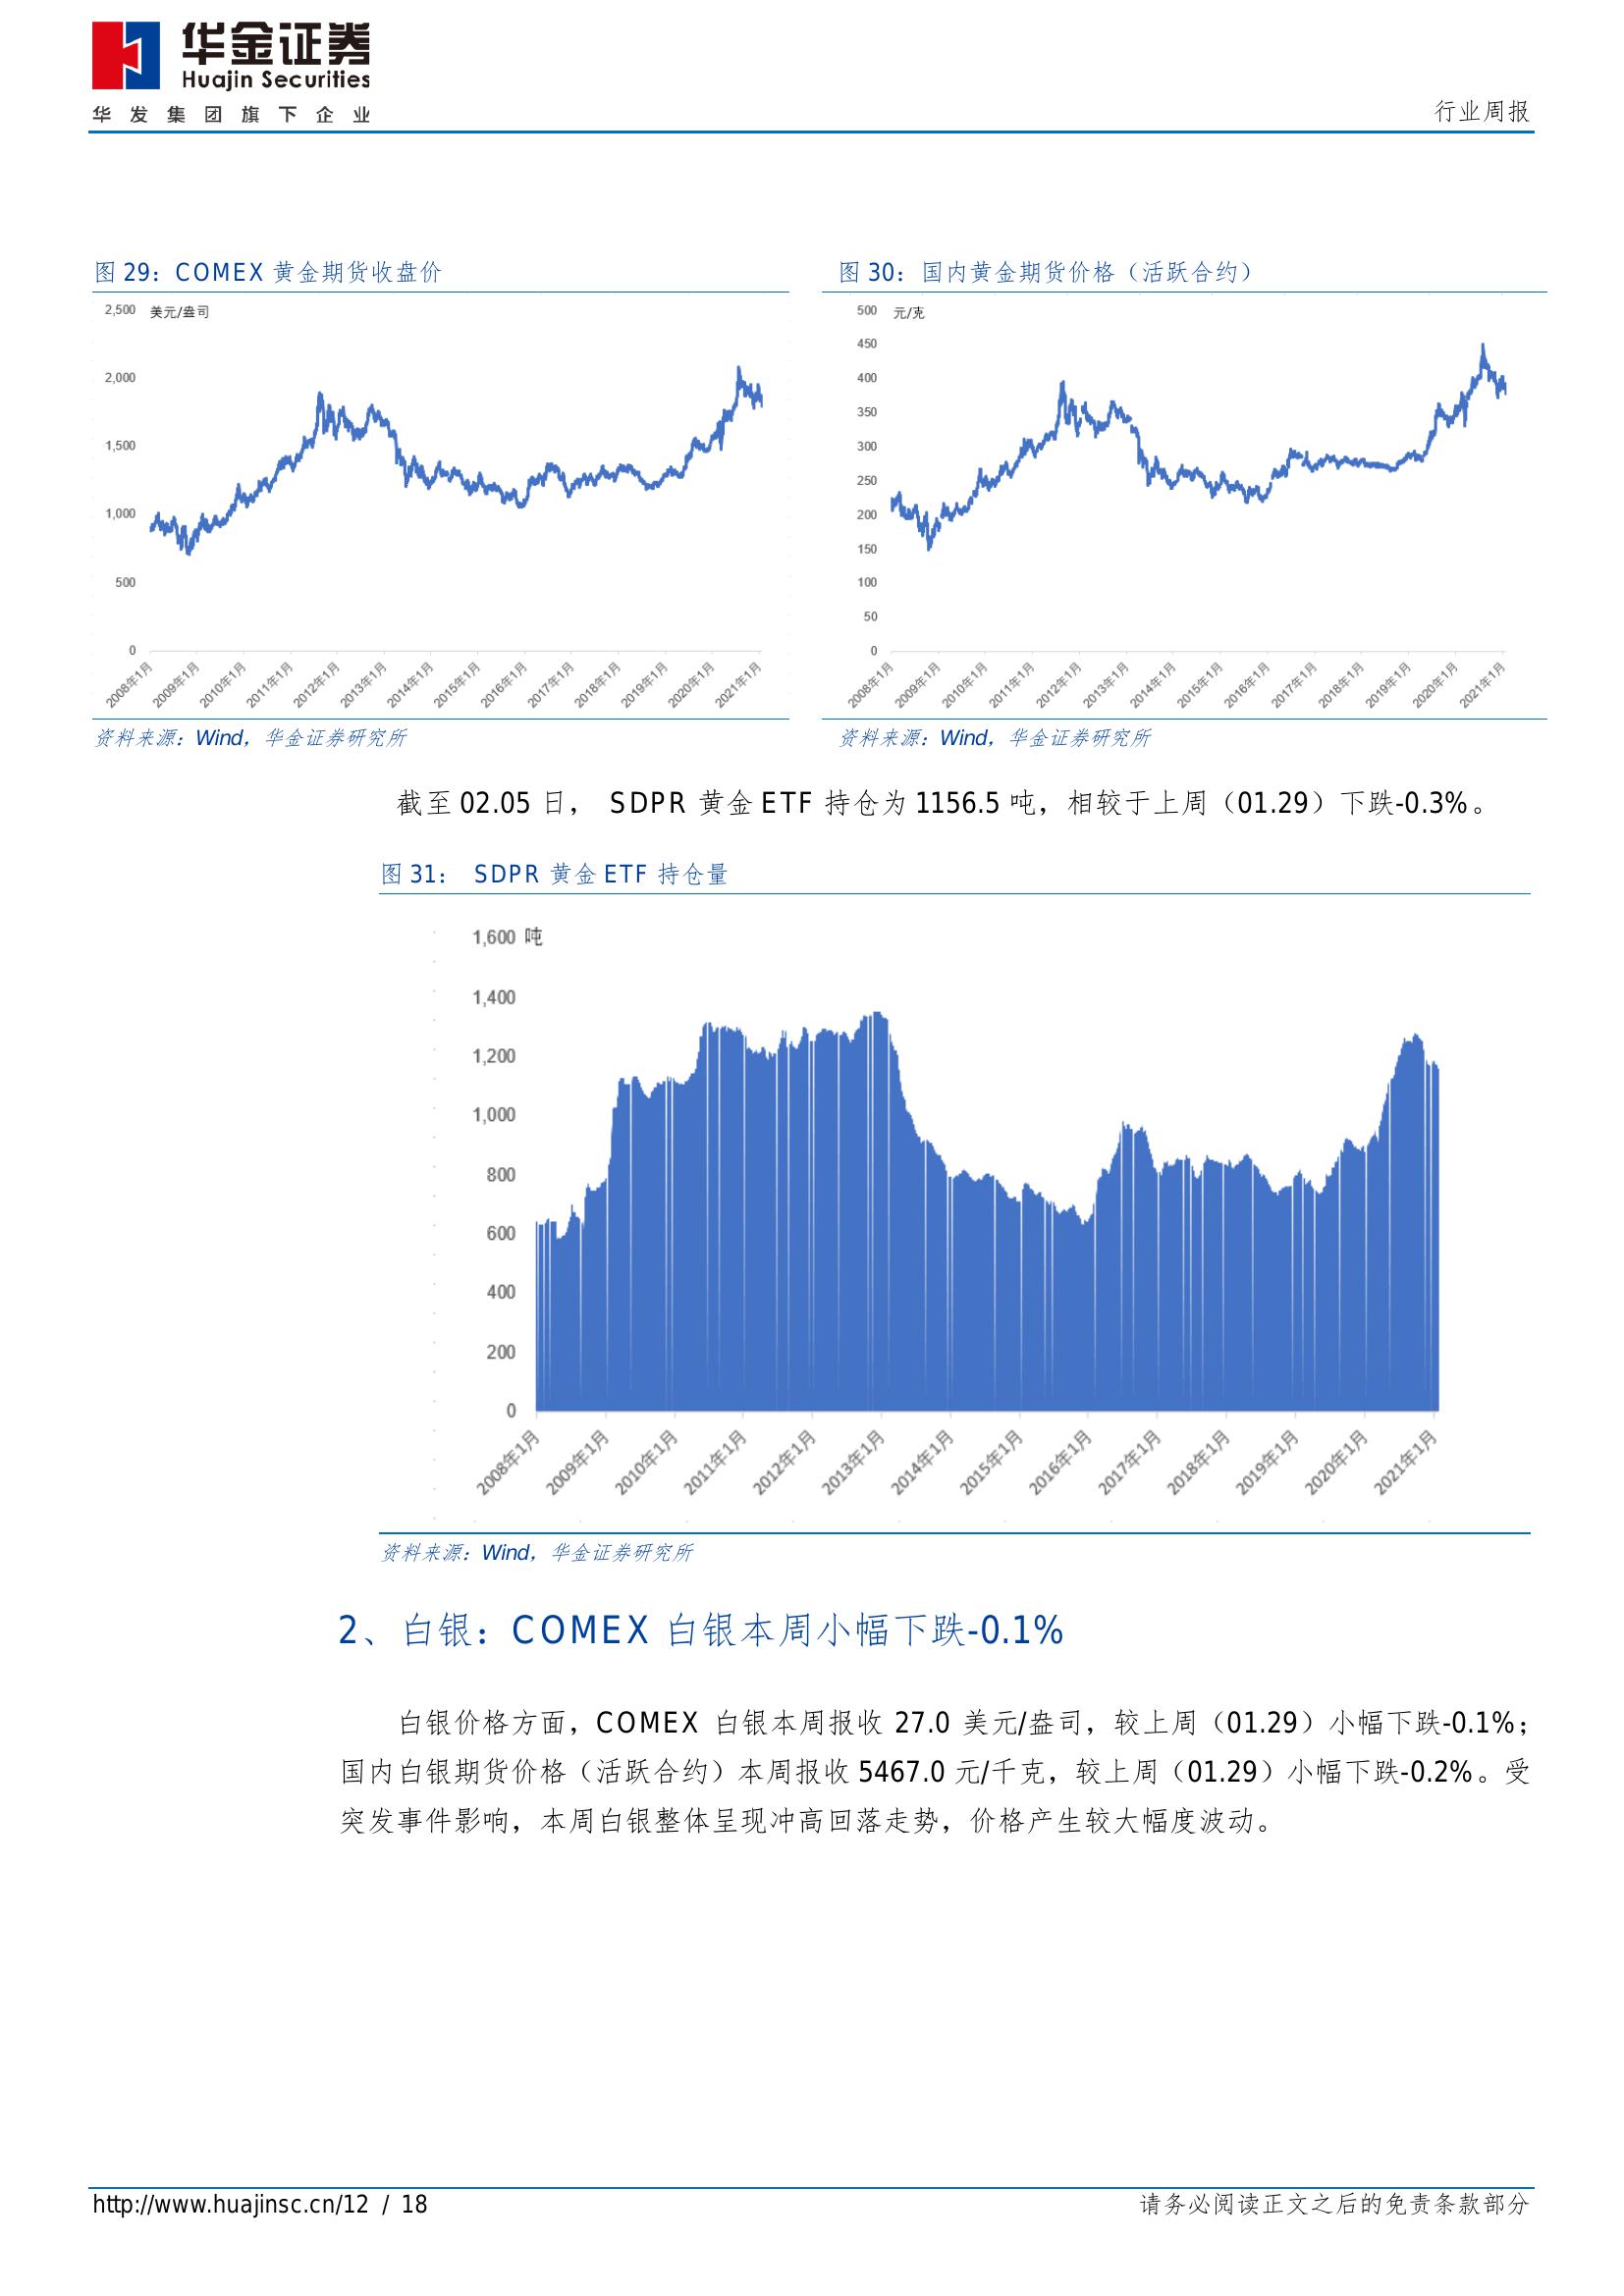 华金证券
Huajin Securities
华发集团旗下企业
行业周报
图 29：COMEX 黄金期货收盘价
2,500 美元/盎司
2,000
1,500
1,000
500
0
2008年1月 2009年1月 2010年1月 2011年1月 2012年1月 2013年1月 2014年1月 2015年1月 2016年1月 2017年1月 2018年1月 2019年1月 2020年1月 2021年1月
资料来源：Wind，华金证券研究所
图 30：国内黄金期货价格（活跃合约）
500 元/克
450
400
350
300
250
200
150
100
50
0
2008年1月 2009年1月 2010年1月 2011年1月 2012年1月 2013年1月 2014年1月 2015年1月 2016年1月 2017年1月 2018年1月 2019年1月 2020年1月 2021年1月
资料来源：Wind，华金证券研究所
截至 02.05 日， SDPR 黄金 ETF 持仓为 1156.5 吨，相较于上周（01.29）下跌-0.3%。
图 31： SDPR 黄金 ETF 持仓量
1,600 吨
1,400
1,200
1,000
800
600
400
200
0
2008年1月 2009年1月 2010年1月 2011年1月 2012年1月 2013年1月 2014年1月 2015年1月 2016年1月 2017年1月 2018年1月 2019年1月 2020年1月 2021年1月
资料来源：Wind，华金证券研究所
2、白银：COMEX 白银本周小幅下跌-0.1%
白银价格方面，COMEX 白银本周报收 27.0 美元/盎司，较上周（01.29）小幅下跌-0.1%；
国内白银期货价格（活跃合约）本周报收 5467.0 元/千克，较上周（01.29）小幅下跌-0.2%。受
突发事件影响，本周白银整体呈现冲高回落走势，价格产生较大幅度波动。
http://www.huajinsc.cn/12 / 18
请务必阅读正文之后的免责条款部分